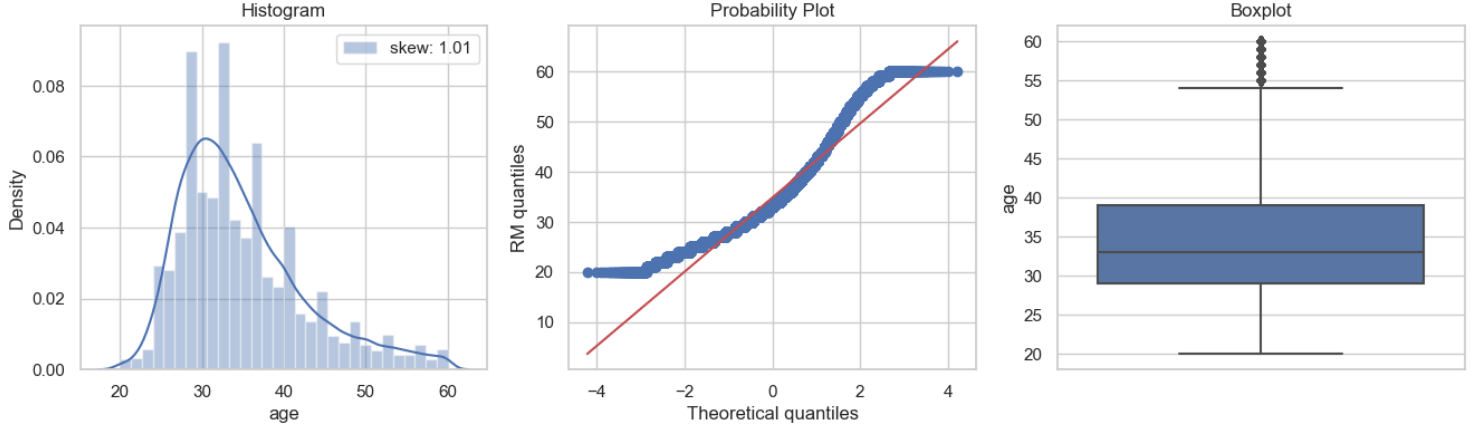 Histogram
skew: 1.01
0.08
0.06
0.04
0.02
0.00
Density
20 30 40 50 60
age
Probability Plot
60
50
40
30
20
10
RM quantiles
−4 −2 0 2 4
Theoretical quantiles
Boxplot
60
55
50
45
40
35
30
25
20
age